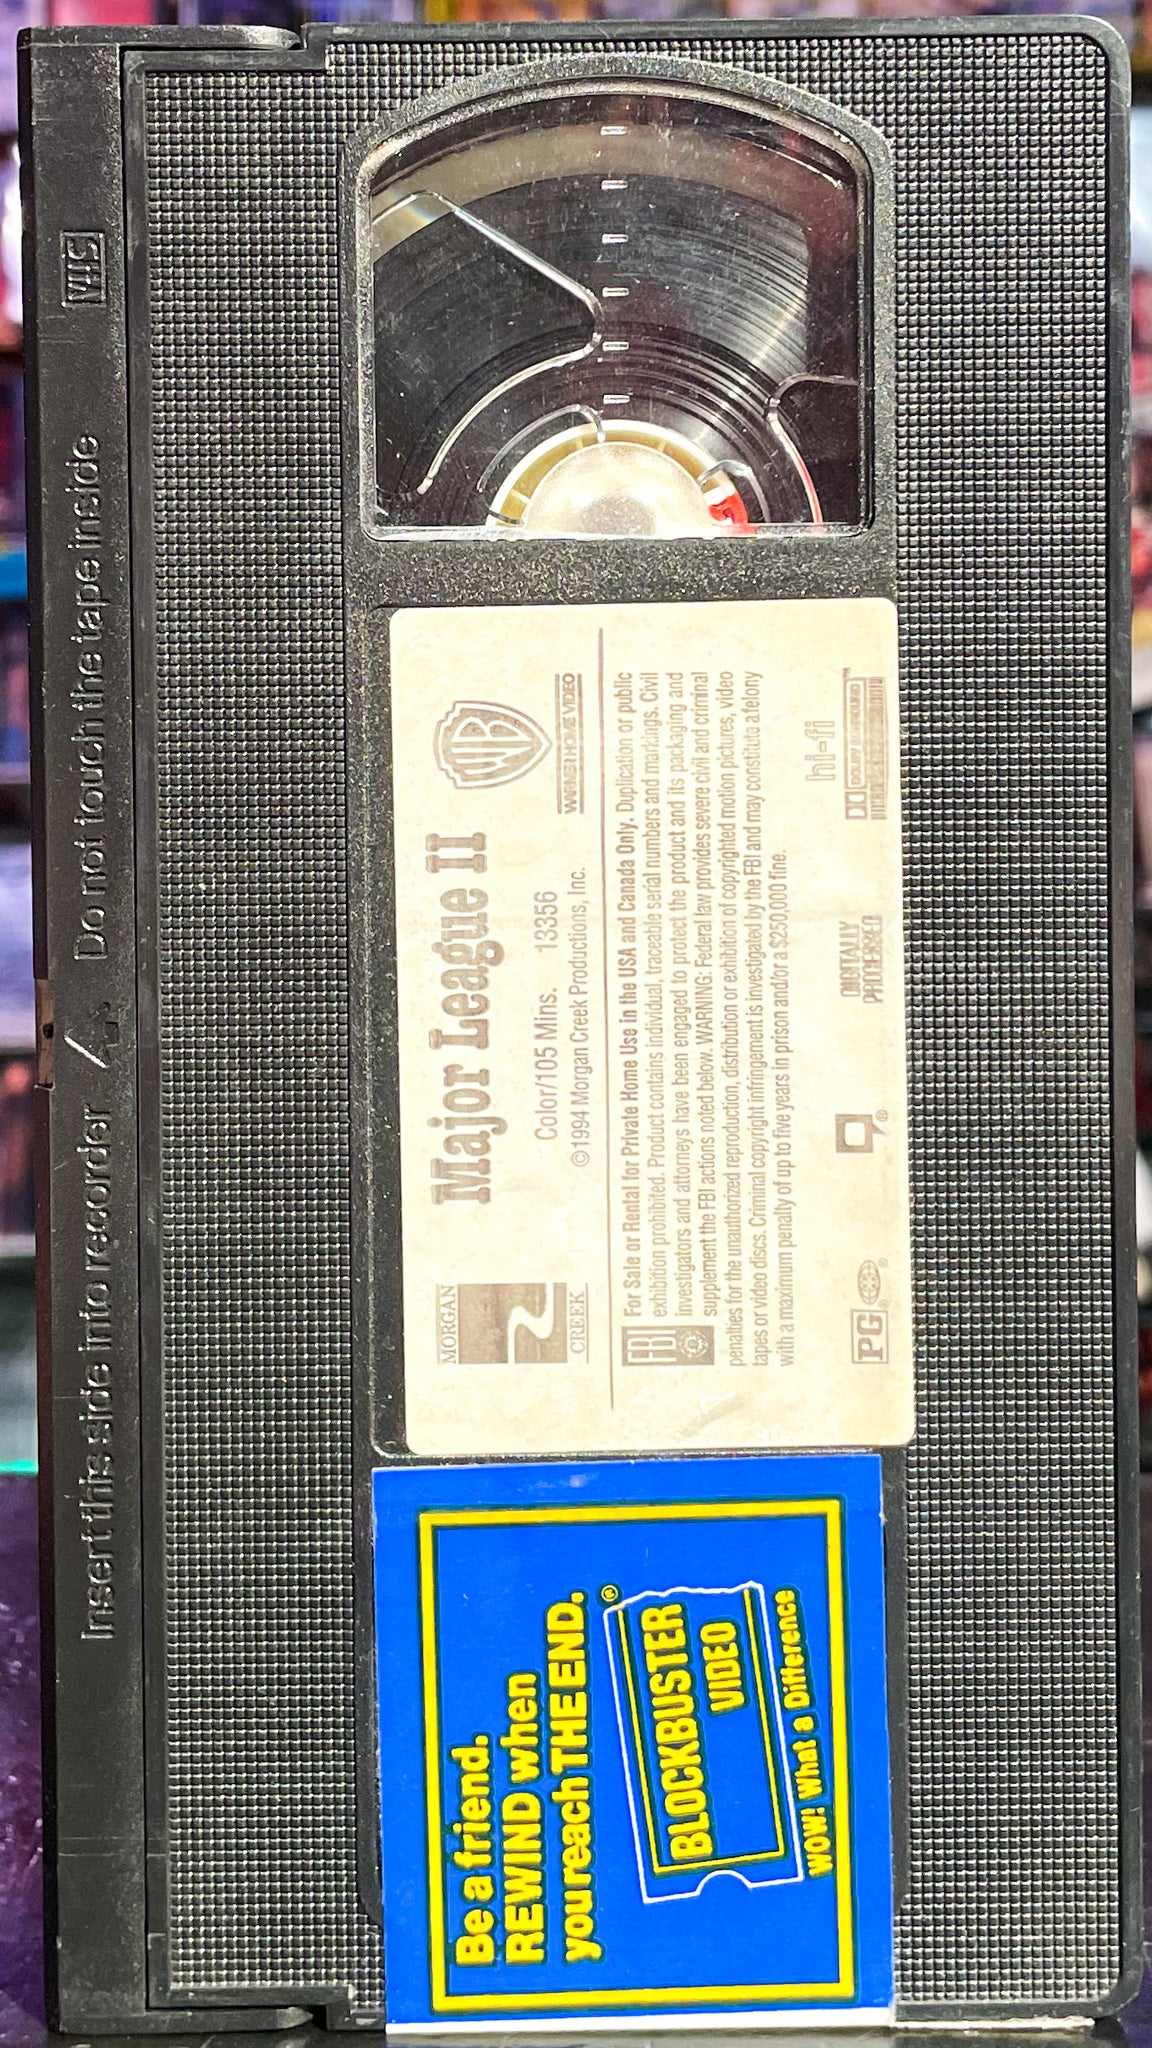 VHS
Insert this side into recorder
Do not touch the tape inside
MORGAN
CREEK
Major League II
Color/105 Mins. 13356
©1994 Morgan Creek Productions, Inc.
WB
WARNER HOME VIDEO
FBI
For Sale or Rental for Private Home Use in the USA and Canada Only. Duplication or public
exhibition prohibited. Product contains individual, traceable serial numbers and markings. Civil
investigators and attorneys have been engaged to protect the product and its packaging and
supplement the FBI actions noted below. WARNING: Federal law provides severe civil and criminal
penalties for the unauthorized reproduction, distribution or exhibition of copyrighted motion pictures, video
tapes or video discs. Criminal copyright infringement is investigated by the FBI and may constitute a felony
with a maximum penalty of up to five years in prison and/or a $250,000 fine.
PG ®
®
DIGITALLY
PROCESSED
hi-fi
DOLBY SURROUND™
Be a friend.
REWIND when
you reach THE END.
®
BLOCKBUSTER
VIDEO
WOW! What a Difference